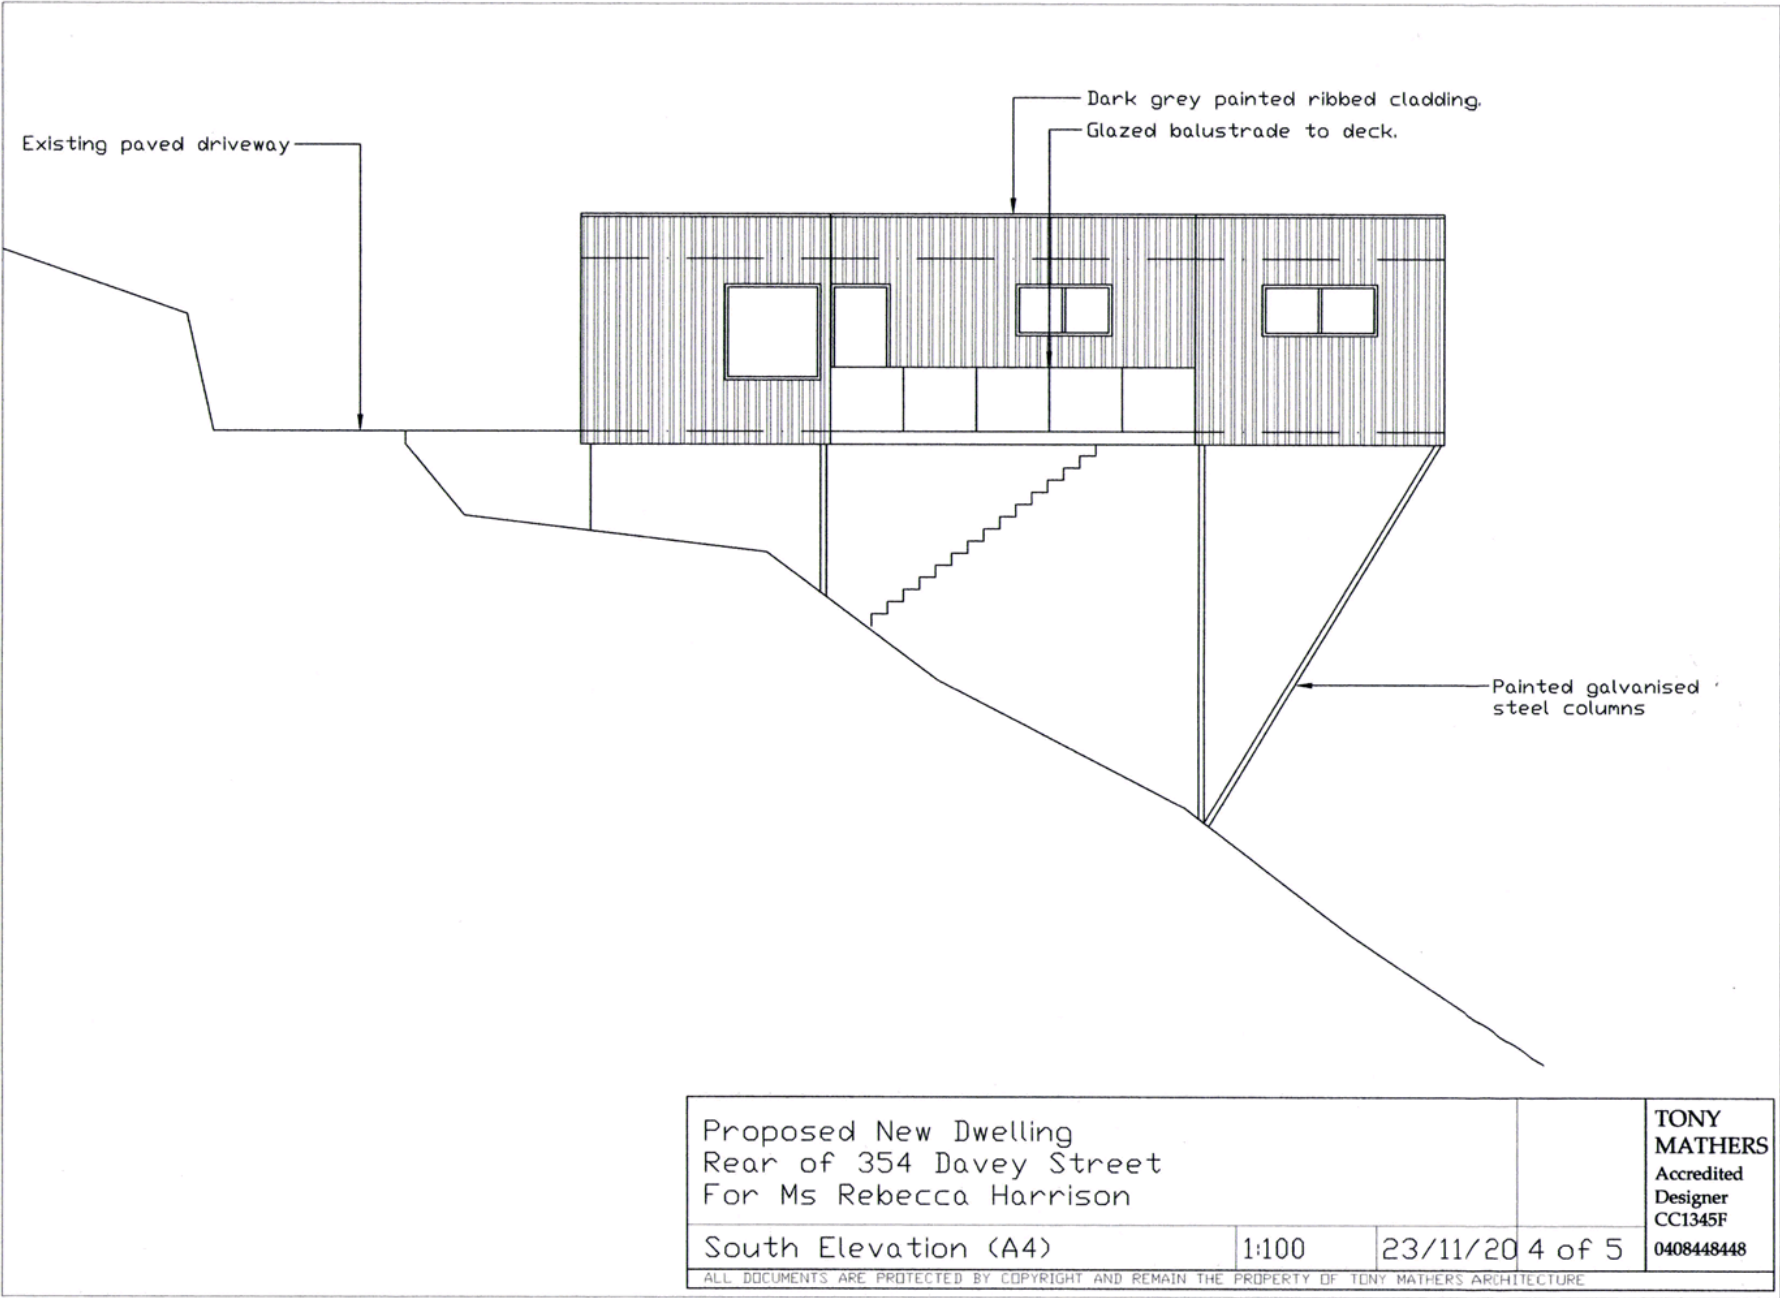 Dark grey painted ribbed cladding.
Glazed balustrade to deck.
Existing paved driveway
Painted galvanised
steel columns
Proposed New Dwelling
Rear of 354 Davey Street
For Ms Rebecca Harrison
South Elevation (A4)
1:100
23/11/20
4 of 5
TONY
MATHERS
Accredited
Designer
CC1345F
0408448448
ALL DOCUMENTS ARE PROTECTED BY COPYRIGHT AND REMAIN THE PROPERTY OF TONY MATHERS ARCHITECTURE